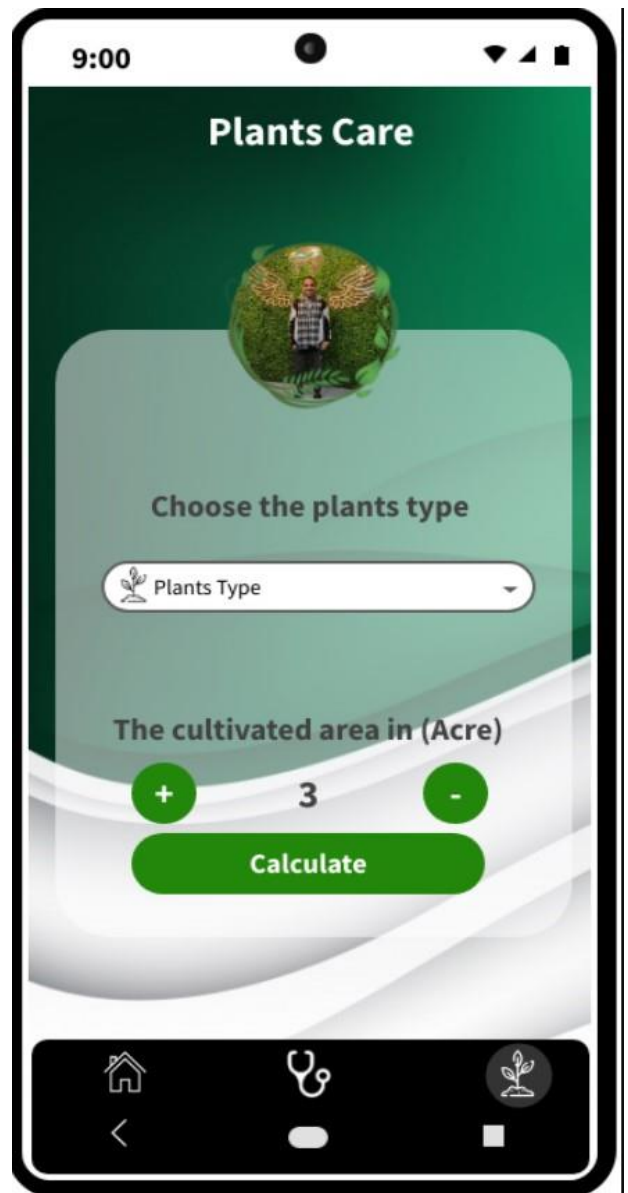 9:00
Plants Care
Choose the plants type
Plants Type
The cultivated area in (Acre)
+ 3 -
Calculate